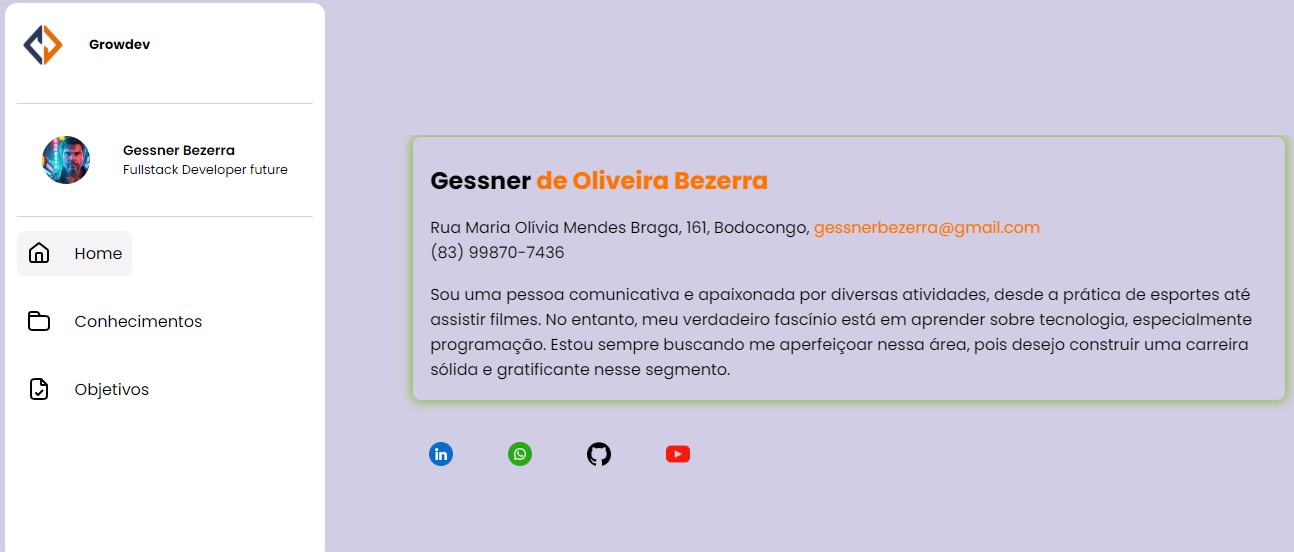 Growdev
Gessner Bezerra
Fullstack Developer future
Home
Conhecimentos
Objetivos
Gessner de Oliveira Bezerra
Rua Maria Olívia Mendes Braga, 161, Bodocongo, gessnerbezerra@gmail.com
(83) 99870-7436
Sou uma pessoa comunicativa e apaixonada por diversas atividades, desde a prática de esportes até
assistir filmes. No entanto, meu verdadeiro fascínio está em aprender sobre tecnologia, especialmente
programação. Estou sempre buscando me aperfeiçoar nessa área, pois desejo construir uma carreira
sólida e gratificante nesse segmento.
in